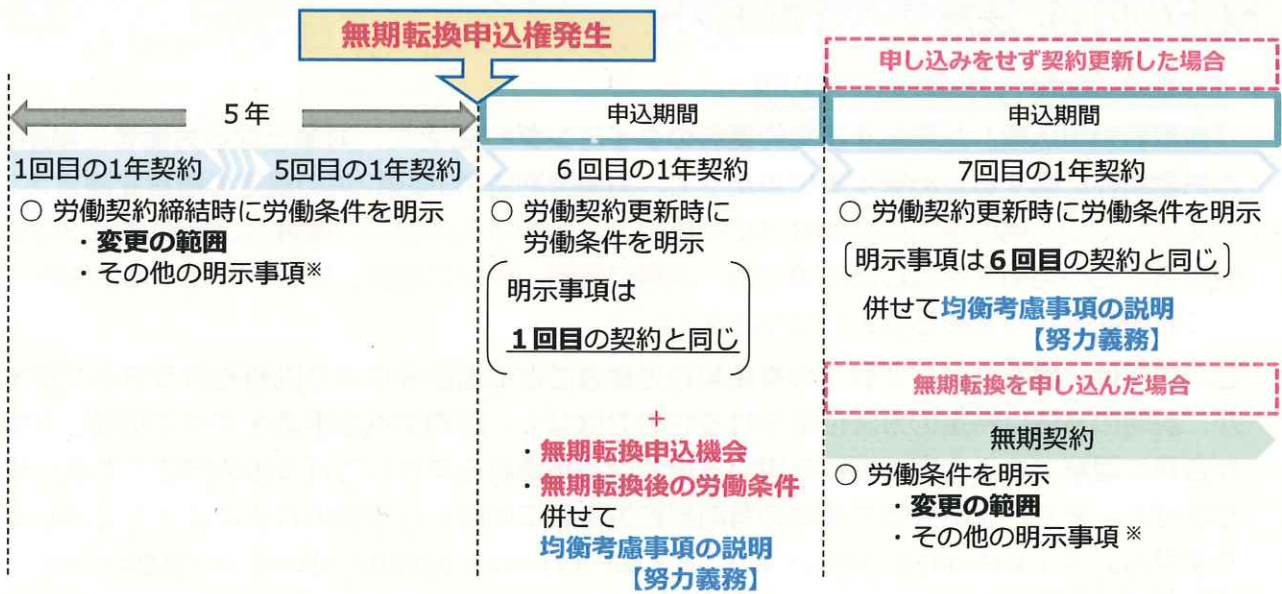 無期転換申込権発生
申し込みをせず契約更新した場合
5年
申込期間
申込期間
1回目の1年契約
5回目の1年契約
6回目の1年契約
7回目の1年契約
○ 労働契約締結時に労働条件を明示
・変更の範囲
・その他の明示事項※
○ 労働契約更新時に
労働条件を明示
明示事項は
1回目の契約と同じ
+
・無期転換申込機会
・無期転換後の労働条件
併せて
均衡考慮事項の説明
【努力義務】
○ 労働契約更新時に労働条件を明示
〔明示事項は6回目の契約と同じ〕
併せて均衡考慮事項の説明
【努力義務】
無期転換を申し込んだ場合
無期契約
○ 労働条件を明示
・変更の範囲
・その他の明示事項※